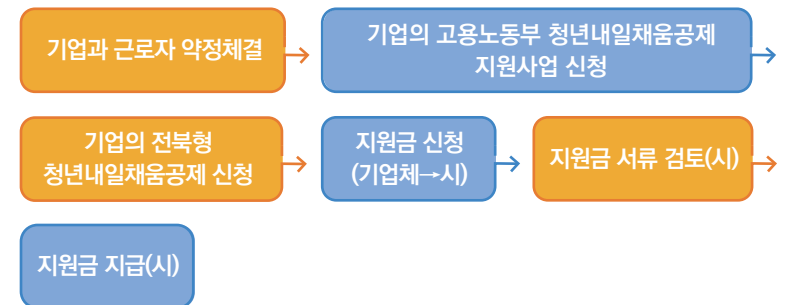 기업과 근로자 약정체결
기업의 고용노동부 청년내일채움공제
지원사업 신청
기업의 전북형
청년내일채움공제 신청
지원금 신청
(기업체→시)
지원금 서류 검토(시)
지원금 지급(시)